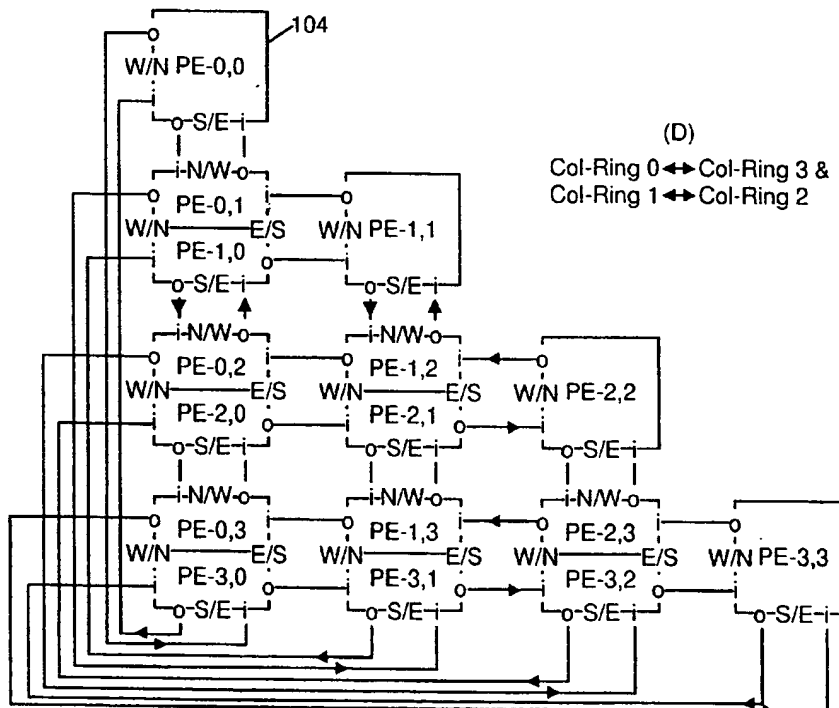 104
o
W/N PE-0,0
i
o S/E i
(D)
Col-Ring 0 ↔ Col-Ring 3 &
Col-Ring 1 ↔ Col-Ring 2
i N/W o
o PE-0,1 i o
W/N E/S W/N PE-1,1
i PE-1,0 o i
o S/E i o S/E i
i N/W o i N/W o
o PE-0,2 i o PE-1,2 i o
W/N E/S W/N E/S W/N PE-2,2
i PE-2,0 o i PE-2,1 o i
o S/E i o S/E i o S/E i
i N/W o i N/W o i N/W o
o PE-0,3 i o PE-1,3 i o PE-2,3 i o
W/N E/S W/N E/S W/N E/S W/N PE-3,3
i PE-3,0 o i PE-3,1 o i PE-3,2 o i
o S/E i o S/E i o S/E i o S/E i